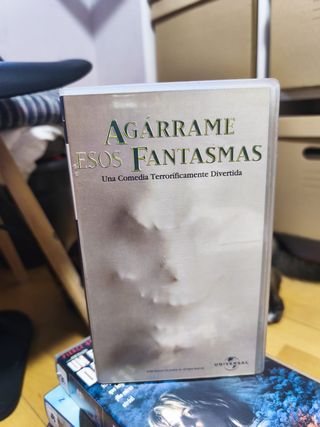 AGÁRRAME
ESOS FANTASMAS
Una Comedia Terroríficamente Divertida
UNIVERSAL